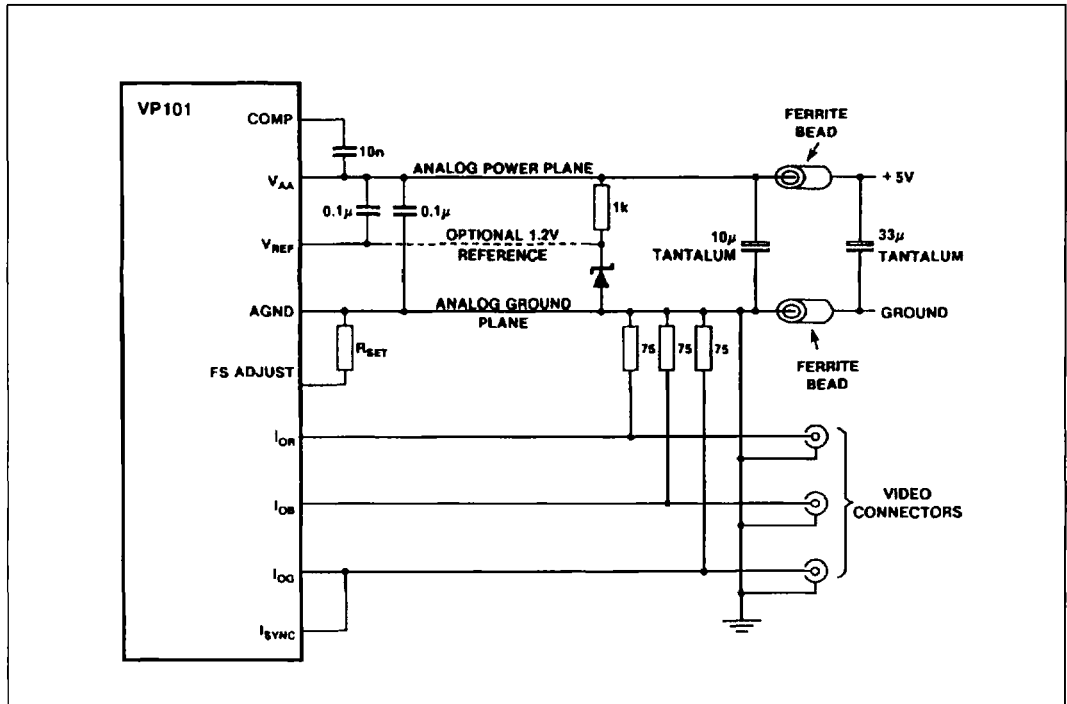 VP101
COMP
10n
FERRITE
BEAD
ANALOG POWER PLANE
VAA
+ 5V
0.1µ
0.1µ
1k
VREF
OPTIONAL 1.2V
REFERENCE
10µ
TANTALUM
33µ
TANTALUM
AGND
ANALOG GROUND
PLANE
GROUND
RSET
75
75
75
FS ADJUST
FERRITE
BEAD
IOR
IOB
VIDEO
CONNECTORS
IOG
ISYNC